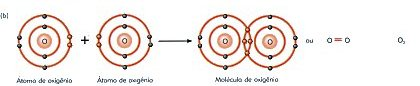 (b)
O + O → O O ou O=O O₂
Átomo de oxigênio Átomo de oxigênio Molécula de oxigênio